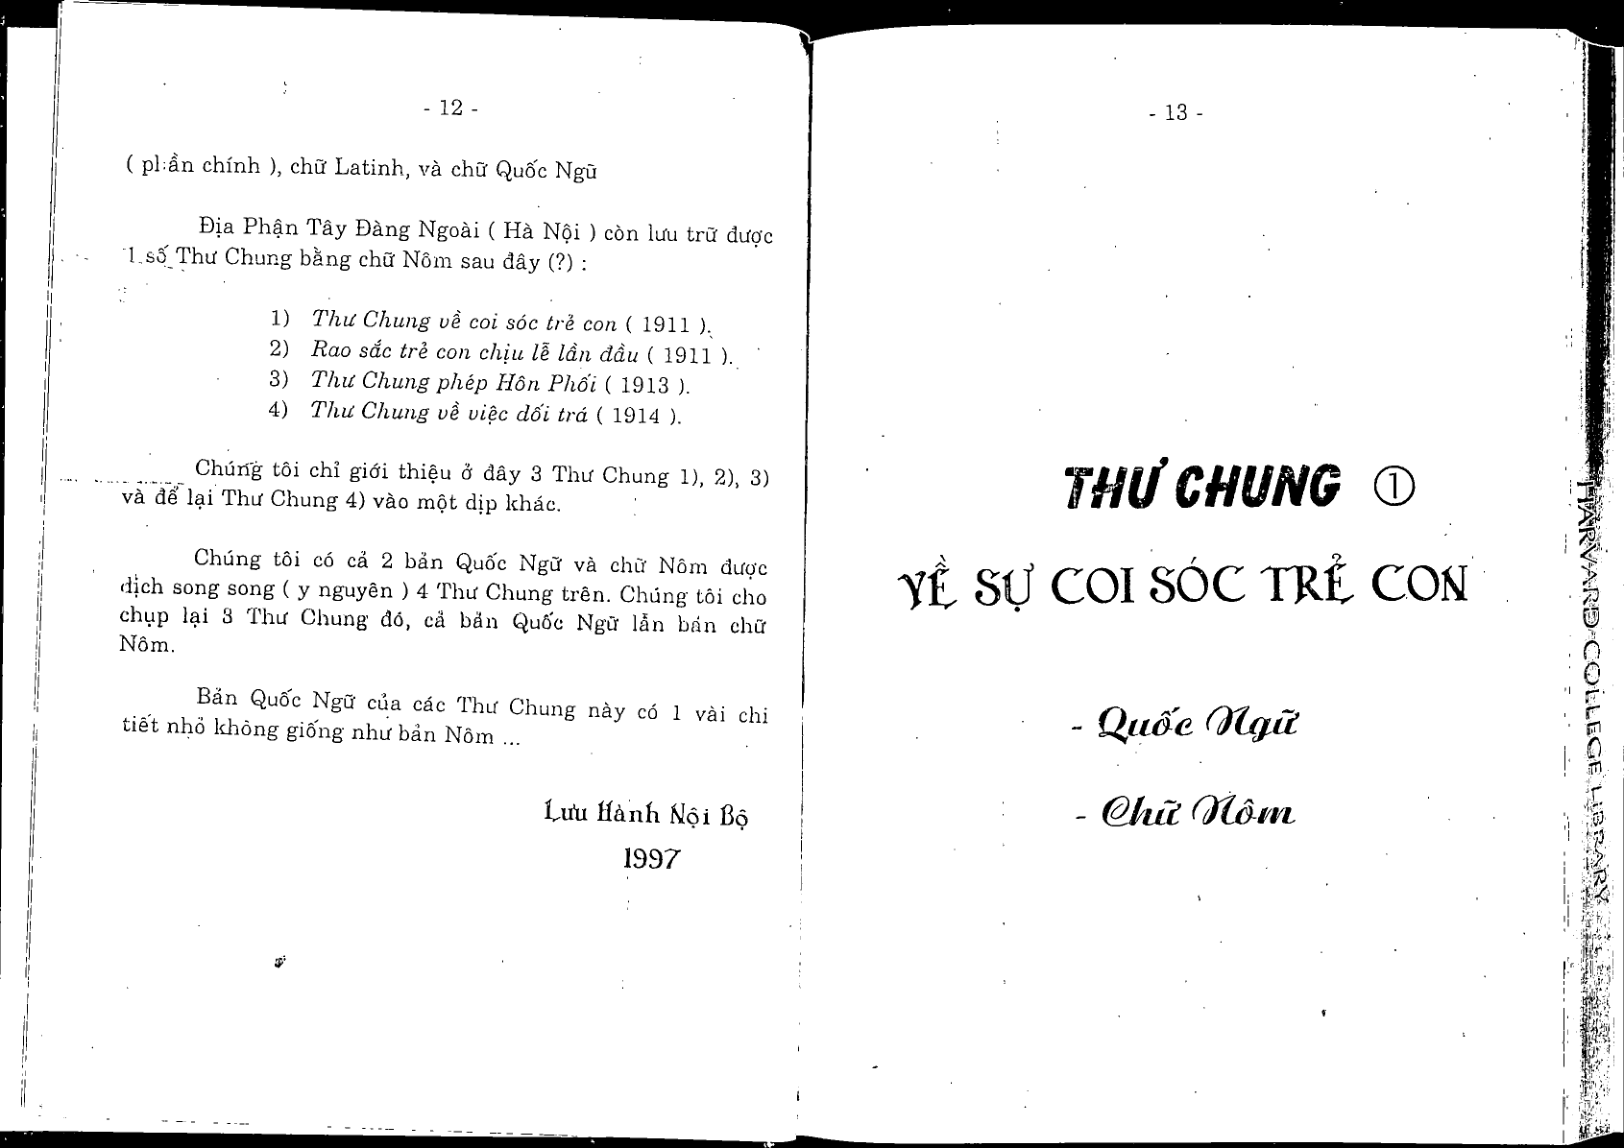 - 12 -
( phần chính ), chữ Latinh, và chữ Quốc Ngữ
Địa Phận Tây Đàng Ngoài ( Hà Nội ) còn lưu trữ được
1 số Thư Chung bằng chữ Nôm sau đây (?) :
1) Thư Chung về coi sóc trẻ con ( 1911 ).
2) Rao sắc trẻ con chịu lễ lần đầu ( 1911 ).
3) Thư Chung phép Hôn Phối ( 1913 ).
4) Thư Chung về việc dối trá ( 1914 ).
Chúng tôi chỉ giới thiệu ở đây 3 Thư Chung 1), 2), 3)
và để lại Thư Chung 4) vào một dịp khác.
Chúng tôi có cả 2 bản Quốc Ngữ và chữ Nôm được
dịch song song ( y nguyên ) 4 Thư Chung trên. Chúng tôi cho
chụp lại 3 Thư Chung đó, cả bản Quốc Ngữ lẫn bản chữ
Nôm.
Bản Quốc Ngữ của các Thư Chung này có 1 vài chi
tiết nhỏ không giống như bản Nôm ...
Lưu Hành Nội Bộ
1997
- 13 -
THƯ CHUNG ①
VỀ SỰ COI SÓC TRẺ CON
- Quốc Ngữ
- Chữ Nôm
HARVARD COLLEGE LIBRARY